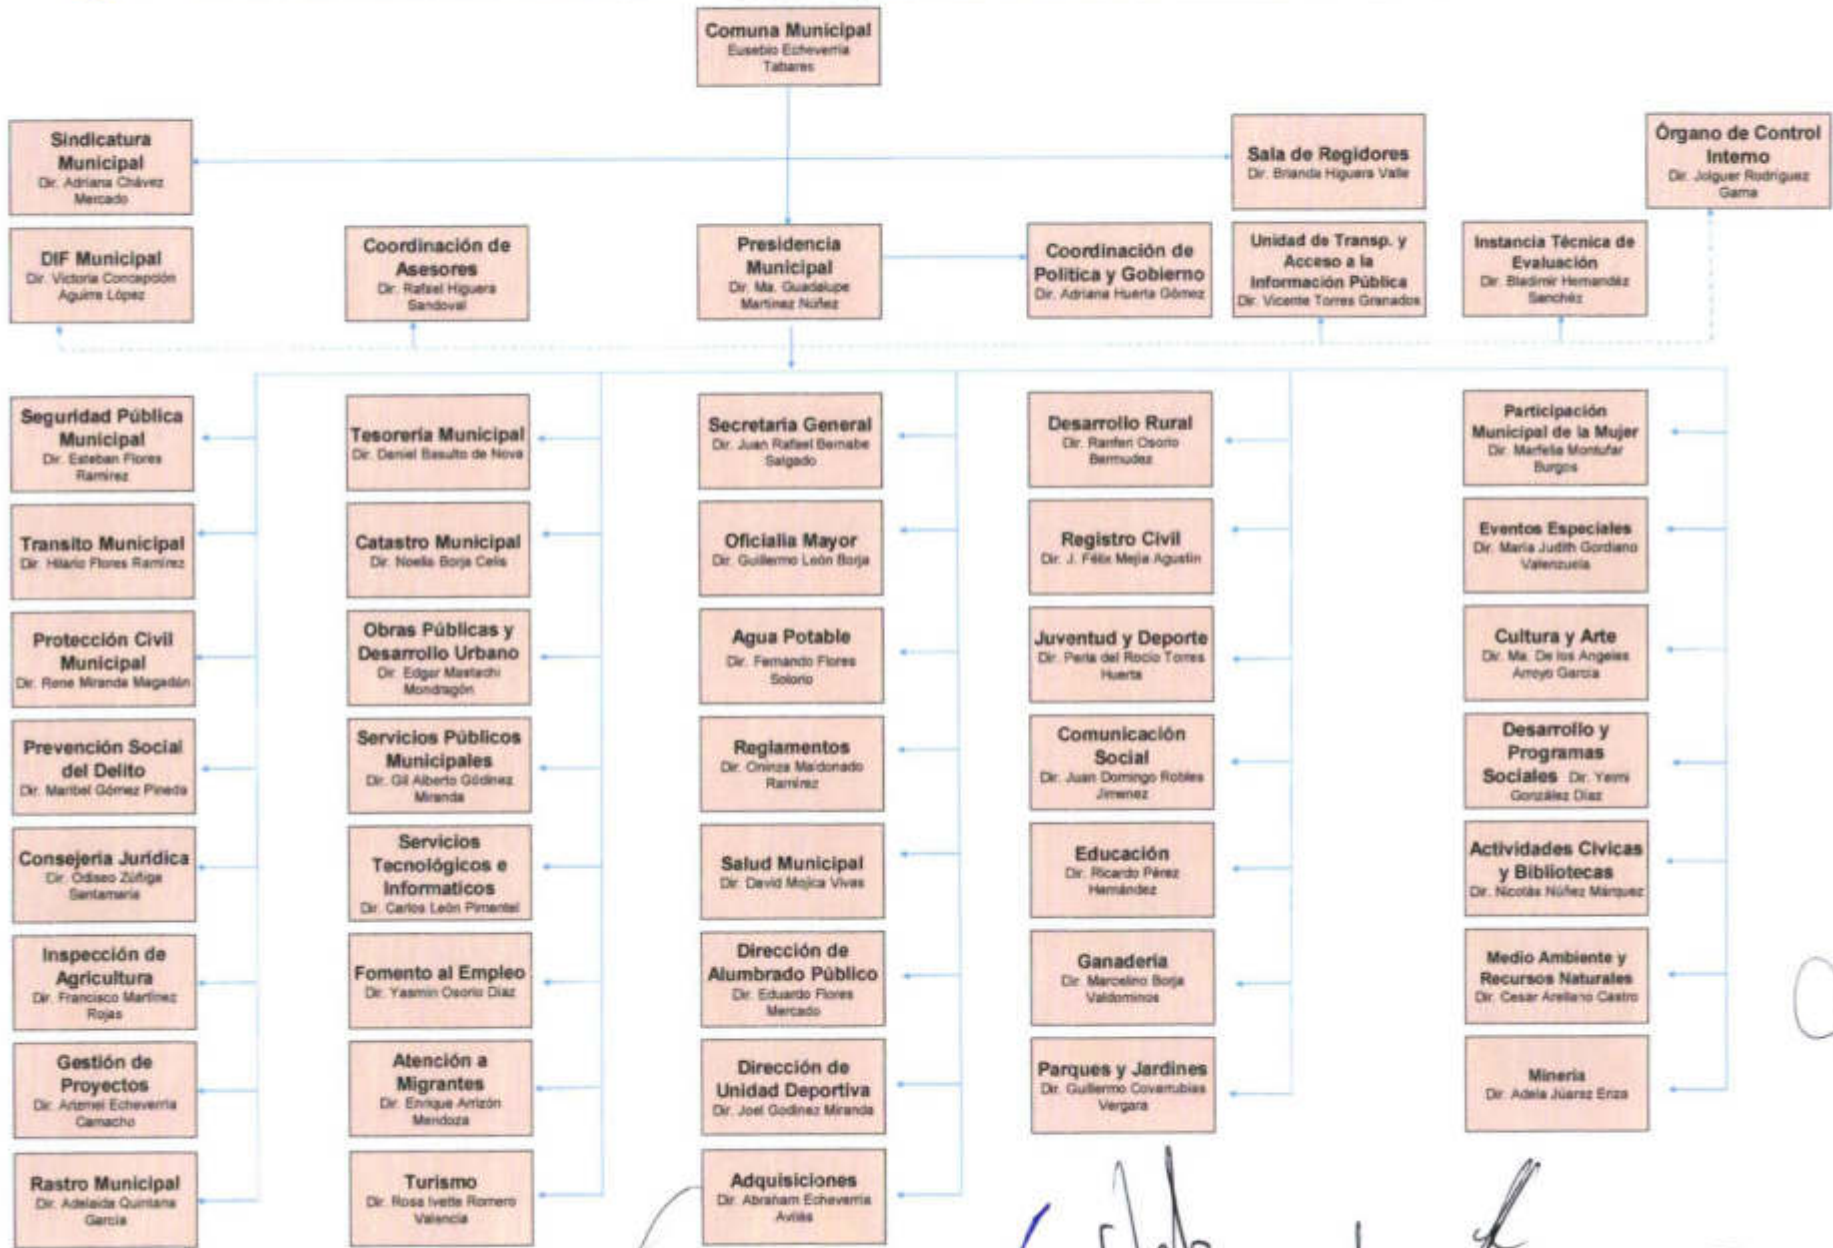 Comuna Municipal
Eusebio Echeverría
Tabares
Sindicatura
Municipal
Dir. Adriana Chávez
Mercado
Sala de Regidores
Dir. Brianda Higuera Valle
Órgano de Control
Interno
Dir. Jolguer Rodríguez
Gama
DIF Municipal
Dir. Victoria Concepción
Aguirre López
Coordinación de
Asesores
Dir. Rafael Higuera
Sandoval
Presidencia
Municipal
Dir. Ma. Guadalupe
Martínez Núñez
Coordinación de
Política y Gobierno
Dir. Adriana Huerta Gómez
Unidad de Transp. y
Acceso a la
Información Pública
Dir. Vicente Torres Granados
Instancia Técnica de
Evaluación
Dir. Bladimir Hernandéz
Sanchéz
Seguridad Pública
Municipal
Dir. Esteban Flores
Ramírez
Tesorería Municipal
Dir. Daniel Basulto de Nova
Secretaria General
Dir. Juan Rafael Bernabe
Salgado
Desarrollo Rural
Dir. Ranferi Osorio
Bermudez
Participación
Municipal de la Mujer
Dir. Marfelia Montufar
Burgos
Transito Municipal
Dir. Hilario Flores Ramírez
Catastro Municipal
Dir. Noelia Borja Celis
Oficialia Mayor
Dir. Guillermo León Borja
Registro Civil
Dir. J. Félix Mejía Agustín
Eventos Especiales
Dir. María Judith Gordiano
Valenzuela
Protección Civil
Municipal
Dir. Rene Miranda Magadán
Obras Públicas y
Desarrollo Urbano
Dir. Edgar Mastachi
Mondragón
Agua Potable
Dir. Fernando Flores
Solorio
Juventud y Deporte
Dir. Perla del Rocío Torres
Huerta
Cultura y Arte
Dir. Ma. De los Angeles
Arroyo García
Prevención Social
del Delito
Dir. Maribel Gómez Pineda
Servicios Públicos
Municipales
Dir. Gil Alberto Gódinez
Miranda
Reglamentos
Dir. Oninza Maldonado
Ramírez
Comunicación
Social
Dir. Juan Domingo Robles
Jimenez
Desarrollo y
Programas
Sociales Dir. Yeimi
González Díaz
Consejería Jurídica
Dir. Odiseo Zúñiga
Santamaría
Servicios
Tecnológicos e
Informaticos
Dir. Carlos León Pimentel
Salud Municipal
Dir. David Mojica Vivas
Educación
Dir. Ricardo Pérez
Hernández
Actividades Cívicas
y Bibliotecas
Dir. Nicolás Núñez Márquez
Inspección de
Agricultura
Dir. Francisco Martínez
Rojas
Fomento al Empleo
Dir. Yasmin Osorio Díaz
Dirección de
Alumbrado Público
Dir. Eduardo Flores
Mercado
Ganadería
Dir. Marcelino Borja
Valdominos
Medio Ambiente y
Recursos Naturales
Dir. Cesar Arellano Castro
Gestión de
Proyectos
Dir. Arizmel Echeverría
Camacho
Atención a
Migrantes
Dir. Enrique Arrizón
Mendoza
Dirección de
Unidad Deportiva
Dir. Joel Godinez Miranda
Parques y Jardines
Dir. Guillermo Covarrubias
Vergara
Mineria
Dir. Adela Júarez Enza
Rastro Municipal
Dir. Adelaida Quintana
García
Turismo
Dir. Rosa Ivette Romero
Valencia
Adquisiciones
Dir. Abraham Echeverría
Avilés